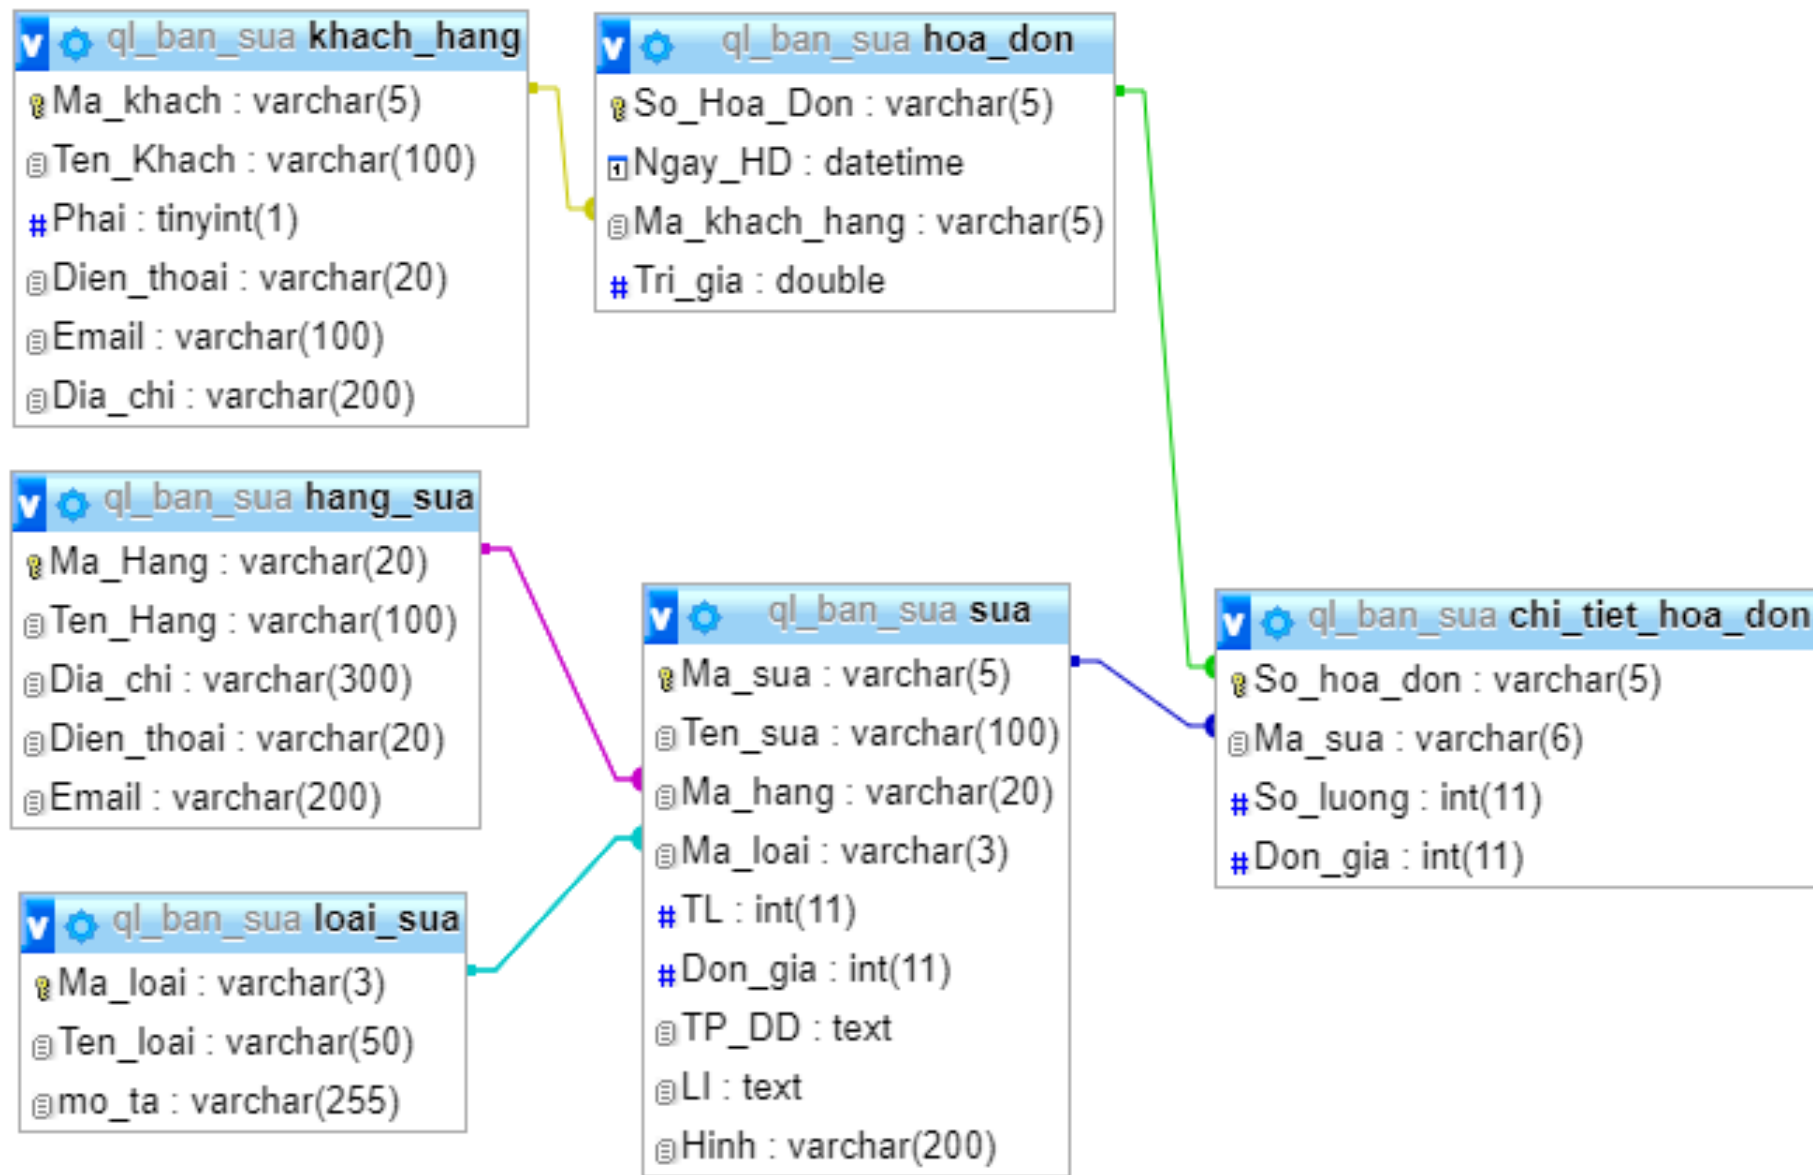 ql_ban_sua khach_hang
Ma_khach : varchar(5)
Ten_Khach : varchar(100)
Phai : tinyint(1)
Dien_thoai : varchar(20)
Email : varchar(100)
Dia_chi : varchar(200)
ql_ban_sua hoa_don
So_Hoa_Don : varchar(5)
Ngay_HD : datetime
Ma_khach_hang : varchar(5)
Tri_gia : double
ql_ban_sua hang_sua
Ma_Hang : varchar(20)
Ten_Hang : varchar(100)
Dia_chi : varchar(300)
Dien_thoai : varchar(20)
Email : varchar(200)
ql_ban_sua loai_sua
Ma_loai : varchar(3)
Ten_loai : varchar(50)
mo_ta : varchar(255)
ql_ban_sua sua
Ma_sua : varchar(5)
Ten_sua : varchar(100)
Ma_hang : varchar(20)
Ma_loai : varchar(3)
TL : int(11)
Don_gia : int(11)
TP_DD : text
LI : text
Hinh : varchar(200)
ql_ban_sua chi_tiet_hoa_don
So_hoa_don : varchar(5)
Ma_sua : varchar(6)
So_luong : int(11)
Don_gia : int(11)